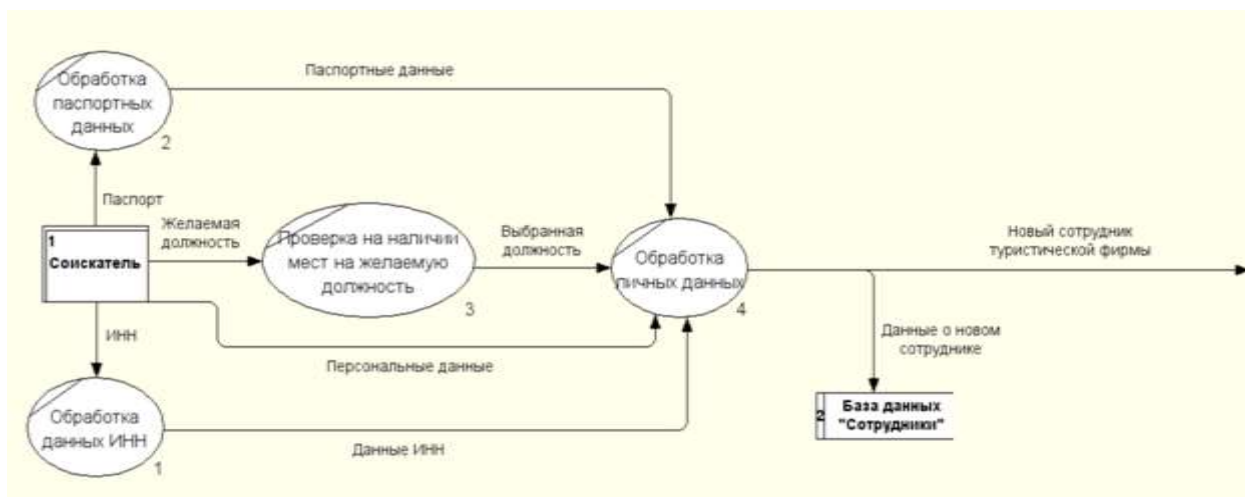 Обработка
паспортных
данных
2
Паспортные данные
Паспорт
1
Соискатель
Желаемая
должность
Проверка на наличии
мест на желаемую
должность
3
Выбранная
должность
Обработка
личных данных
4
Новый сотрудник
туристической фирмы
ИНН
Персональные данные
Данные о новом
сотруднике
Обработка
данных ИНН
1
Данные ИНН
2
База данных
"Сотрудники"